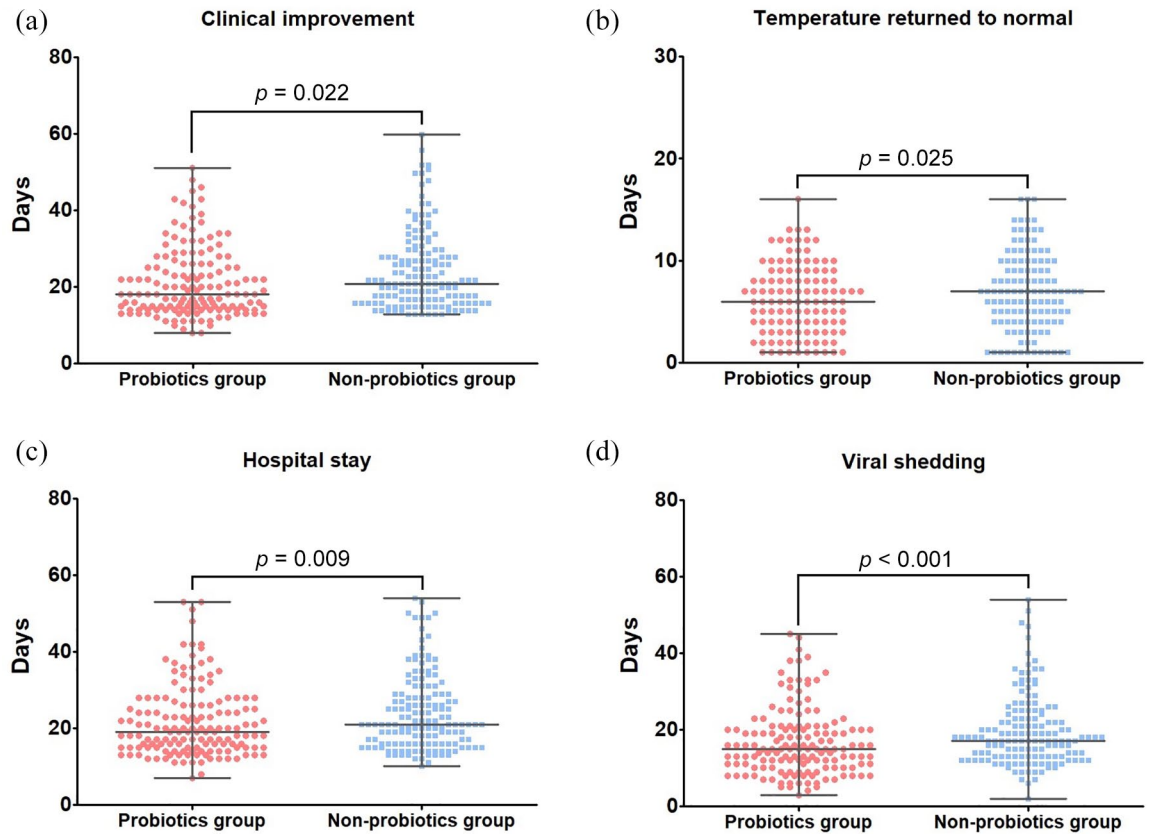 (a)
Clinical improvement
80
60
40
20
0
Days
p = 0.022
Probiotics group
Non-probiotics group
(b)
Temperature returned to normal
30
20
10
0
Days
p = 0.025
Probiotics group
Non-probiotics group
(c)
Hospital stay
80
60
40
20
0
Days
p = 0.009
Probiotics group
Non-probiotics group
(d)
Viral shedding
80
60
40
20
0
Days
p < 0.001
Probiotics group
Non-probiotics group